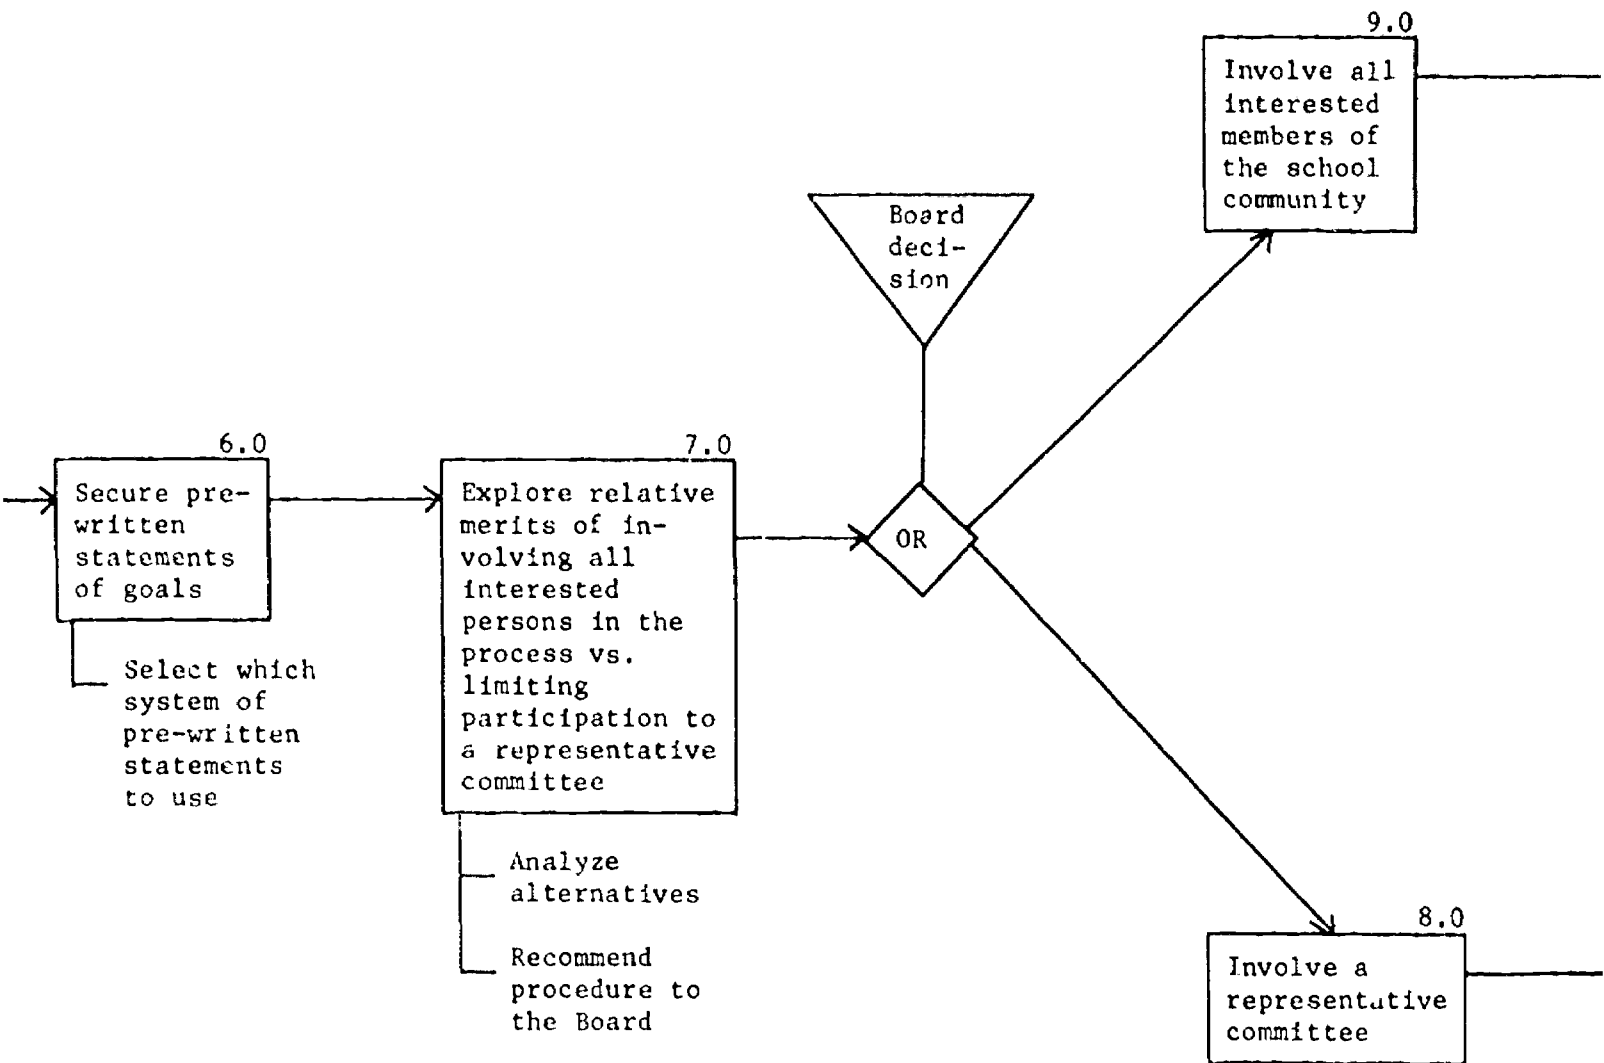 6.0
Secure pre-
written
statements
of goals
Select which
system of
pre-written
statements
to use
7.0
Explore relative
merits of in-
volving all
interested
persons in the
process vs.
limiting
participation to
a representative
committee
Analyze
alternatives
Recommend
procedure to
the Board
Board
deci-
sion
OR
9.0
Involve all
interested
members of
the school
community
8.0
Involve a
representative
committee